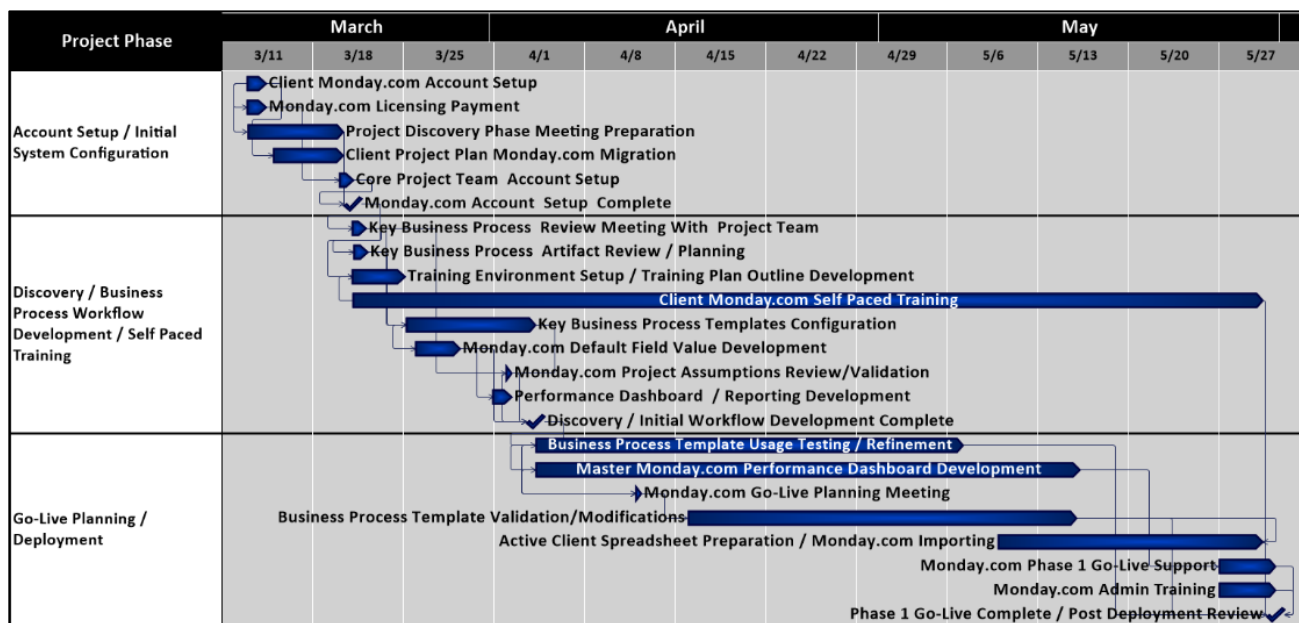 Project Phase
March
April
May
3/11 3/18 3/25 4/1 4/8 4/15 4/22 4/29 5/6 5/13 5/20 5/27
Account Setup / Initial
System Configuration
Client Monday.com Account Setup
Monday.com Licensing Payment
Project Discovery Phase Meeting Preparation
Client Project Plan Monday.com Migration
Core Project Team Account Setup
Monday.com Account Setup Complete
Discovery / Business
Process Workflow
Development / Self Paced
Training
Key Business Process Review Meeting With Project Team
Key Business Process Artifact Review / Planning
Training Environment Setup / Training Plan Outline Development
Client Monday.com Self Paced Training
Key Business Process Templates Configuration
Monday.com Default Field Value Development
Monday.com Project Assumptions Review/Validation
Performance Dashboard / Reporting Development
Discovery / Initial Workflow Development Complete
Go-Live Planning /
Deployment
Business Process Template Usage Testing / Refinement
Master Monday.com Performance Dashboard Development
Monday.com Go-Live Planning Meeting
Business Process Template Validation/Modifications
Active Client Spreadsheet Preparation / Monday.com Importing
Monday.com Phase 1 Go-Live Support
Monday.com Admin Training
Phase 1 Go-Live Complete / Post Deployment Review